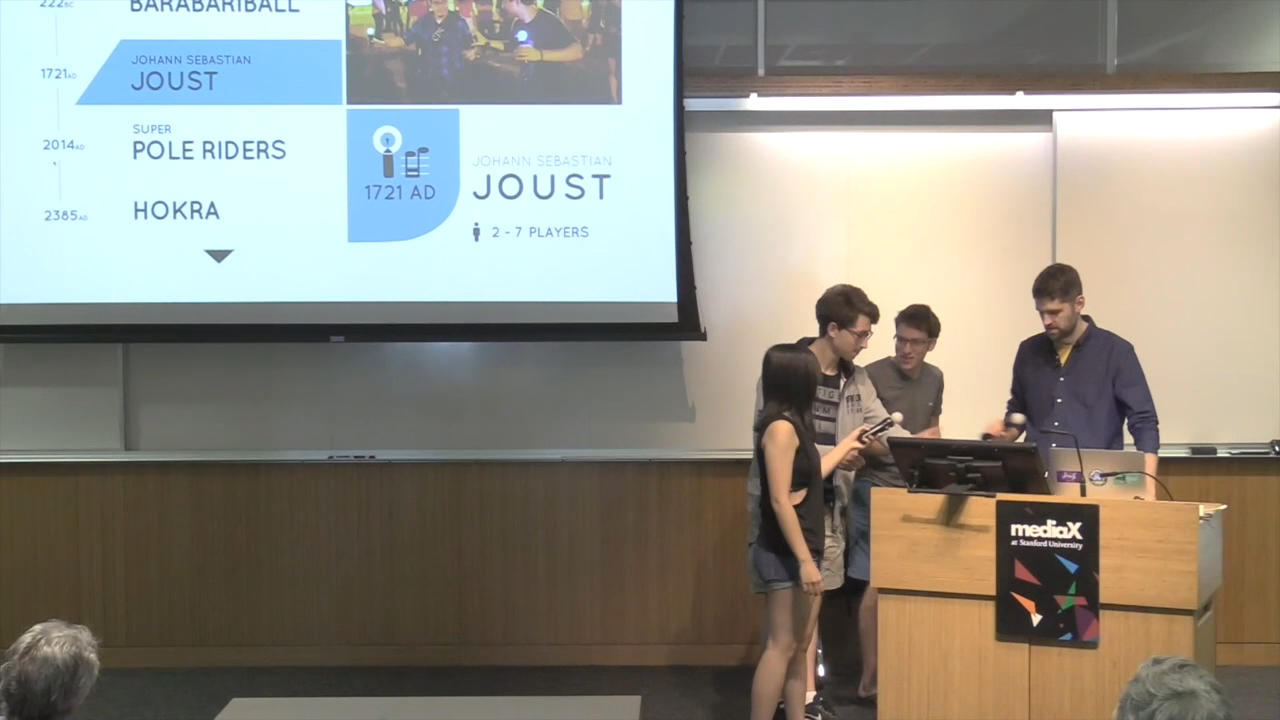 222BC
BARABARIBALL
1721AD
JOHANN SEBASTIAN
JOUST
2014AD
SUPER
POLE RIDERS
2385AD
HOKRA
1721 AD
JOHANN SEBASTIAN
JOUST
2 - 7 PLAYERS
mediaX
at Stanford University